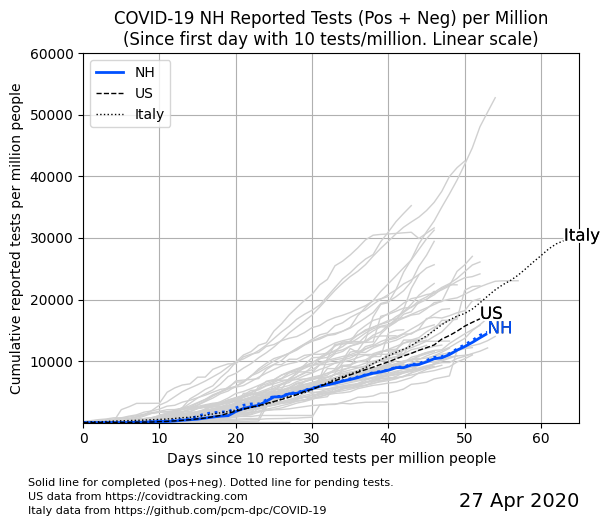 COVID-19 NH Reported Tests (Pos + Neg) per Million
(Since first day with 10 tests/million. Linear scale)
60000
50000
40000
30000
20000
10000
Cumulative reported tests per million people
NH
US
Italy
Italy
US
NH
0 10 20 30 40 50 60
Days since 10 reported tests per million people
Solid line for completed (pos+neg). Dotted line for pending tests.
US data from https://covidtracking.com
Italy data from https://github.com/pcm-dpc/COVID-19
27 Apr 2020